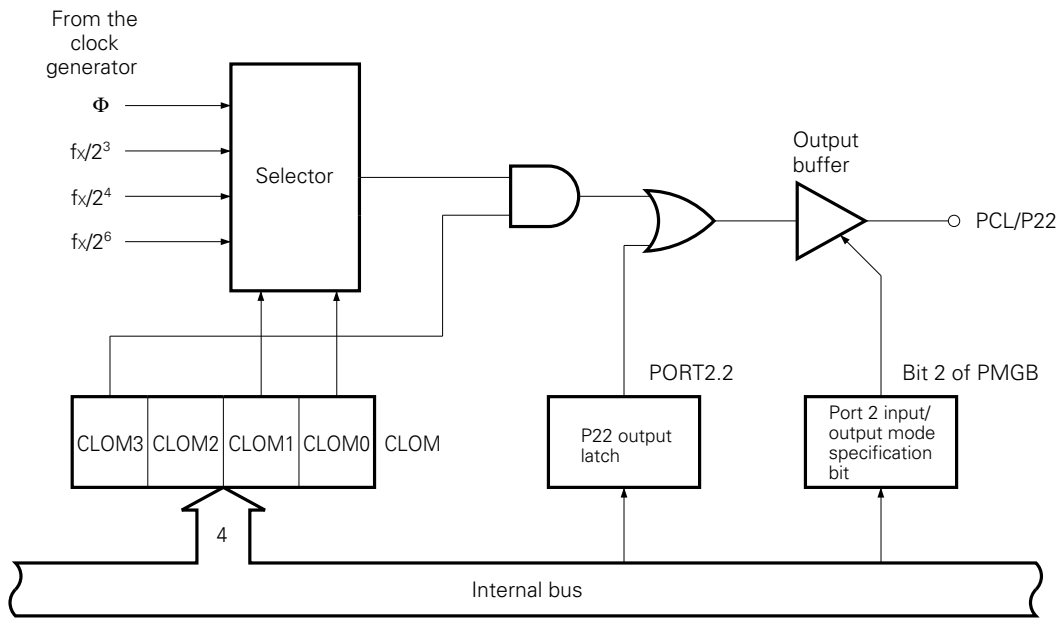 From the
clock
generator
Φ
fx/2³
fx/2⁴
fx/2⁶
Selector
Output
buffer
PCL/P22
PORT2.2
Bit 2 of PMGB
CLOM3 CLOM2 CLOM1 CLOM0 CLOM
P22 output
latch
Port 2 input/
output mode
specification
bit
4
Internal bus